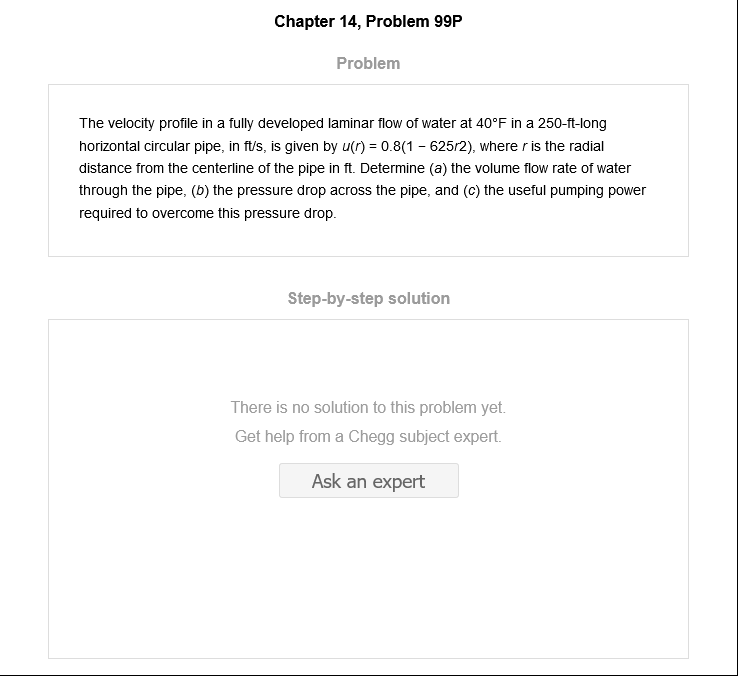 Chapter 14, Problem 99P
Problem
The velocity profile in a fully developed laminar flow of water at 40°F in a 250-ft-long
horizontal circular pipe, in ft/s, is given by u(r) = 0.8(1 − 625r2), where r is the radial
distance from the centerline of the pipe in ft. Determine (a) the volume flow rate of water
through the pipe, (b) the pressure drop across the pipe, and (c) the useful pumping power
required to overcome this pressure drop.
Step-by-step solution
There is no solution to this problem yet.
Get help from a Chegg subject expert.
Ask an expert